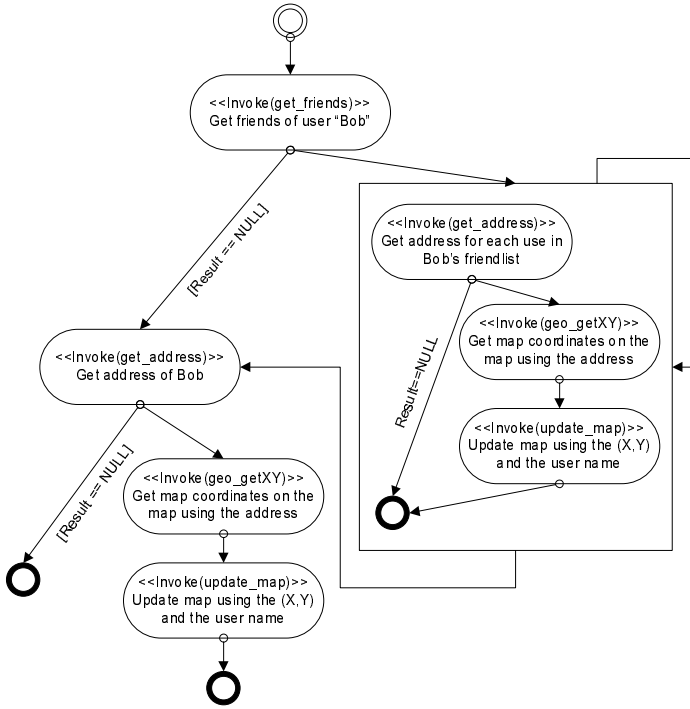 <<Invoke(get_friends)>>
Get friends of user “Bob”
[Result == NULL]
<<Invoke(get_address)>>
Get address for each use in
Bob’s friendlist
<<Invoke(geo_getXY)>>
Get map coordinates on the
map using the address
Result==NULL
<<Invoke(update_map)>>
Update map using the (X,Y)
and the user name
<<Invoke(get_address)>>
Get address of Bob
[Result == NULL]
<<Invoke(geo_getXY)>>
Get map coordinates on the
map using the address
<<Invoke(update_map)>>
Update map using the (X,Y)
and the user name